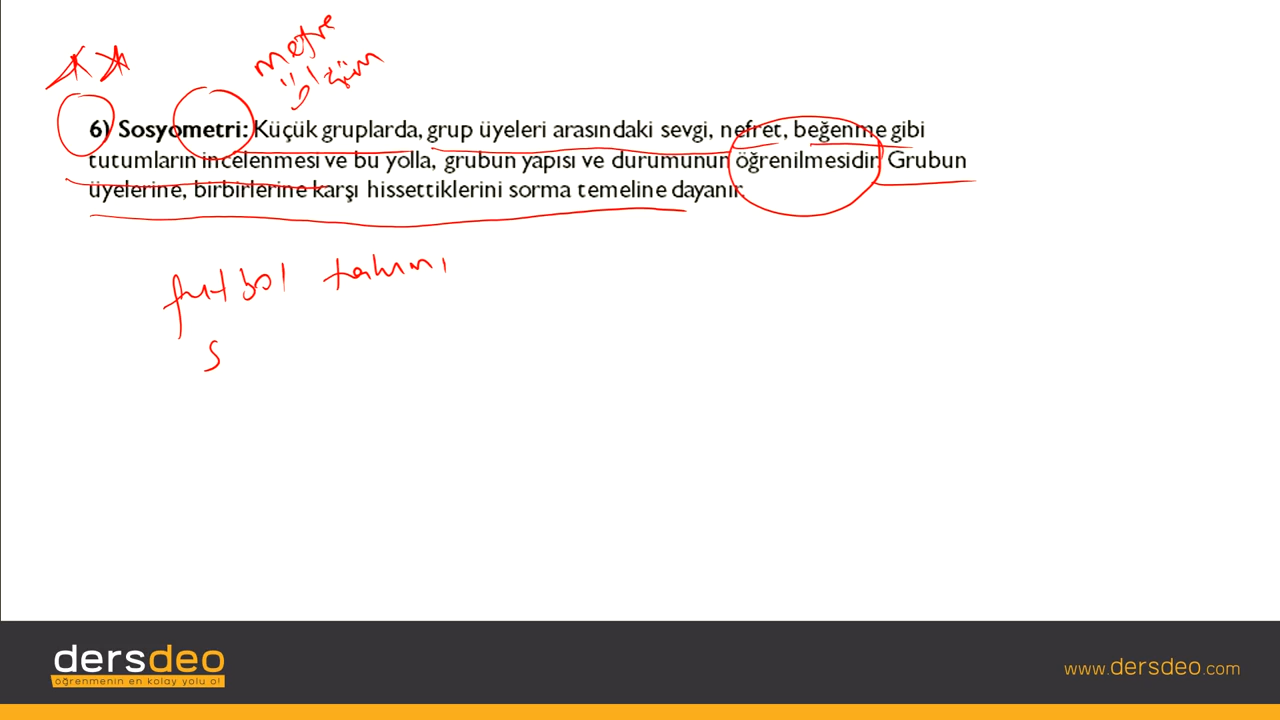 metre
ölçüm
6) Sosyometri: Küçük gruplarda, grup üyeleri arasındaki sevgi, nefret, beğenme gibi
tutumların incelenmesi ve bu yolla, grubun yapısı ve durumunun öğrenilmesidir. Grubun
üyelerine, birbirlerine karşı hissettiklerini sorma temeline dayanır.
futbol takımı
S
dersdeo
öğrenmenin en kolay yolu o!
www.dersdeo.com